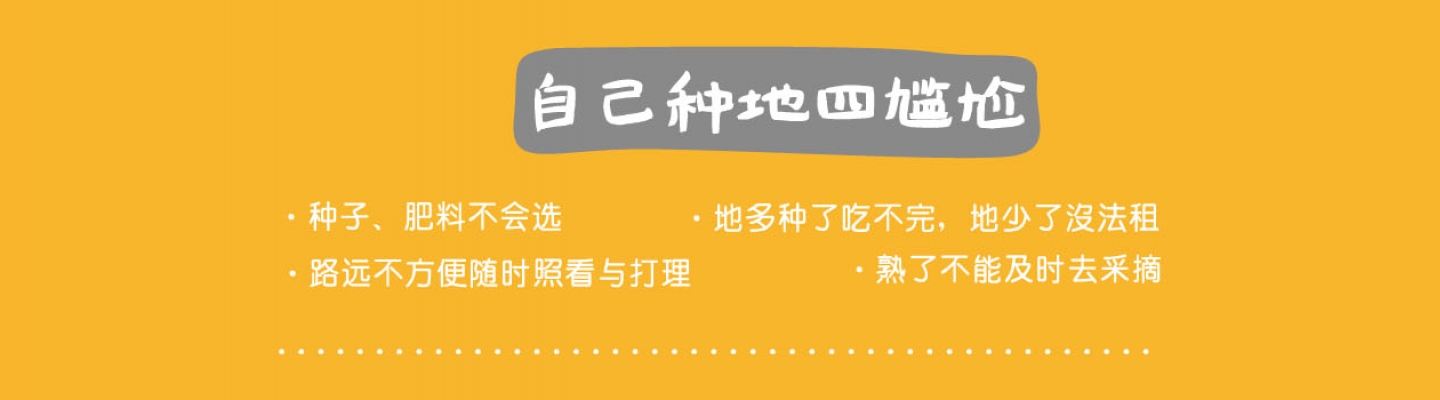 自己种地四尴尬
·种子、肥料不会选
·地多种了吃不完，地少了沒法租
·路远不方便随时照看与打理
·熟了不能及时去采摘